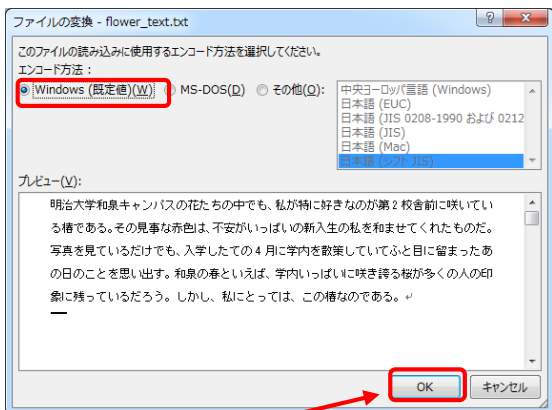 ファイルの変換 - flower_text.txt
このファイルの読み込みに使用するエンコード方法を選択してください。
エンコード方法：
Windows (既定値)(W) MS-DOS(D) その他(O): 中央ヨーロッパ言語 (Windows)
日本語 (EUC)
日本語 (JIS 0208-1990 および 0212
日本語 (JIS)
日本語 (Mac)
日本語 (シフト JIS)
プレビュー(V):
明治大学和泉キャンパスの花たちの中でも、私が特に好きなのが第２校舎前に咲いてい
る椿である。その見事な赤色は、不安がいっぱいの新入生の私を和ませてくれたものだ。
写真を見ているだけでも、入学したての４月に学内を散策していてふと目に留まったあ
の日のことを思い出す。和泉の春といえば、学内いっぱいに咲き誇る桜が多くの人の印
象に残っているだろう。しかし、私にとっては、この椿なのである。↵
OK キャンセル